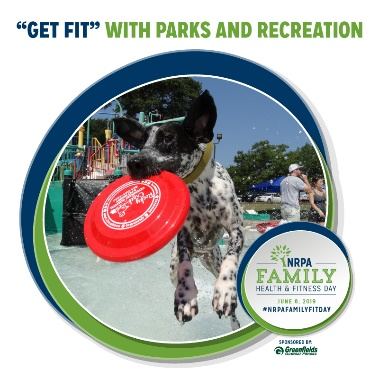 “GET FIT” WITH PARKS AND RECREATION
NRPA
FAMILY
HEALTH & FITNESS DAY
JUNE 8, 2019
#NRPAFAMILYFITDAY
SPONSORED BY:
Greenfields